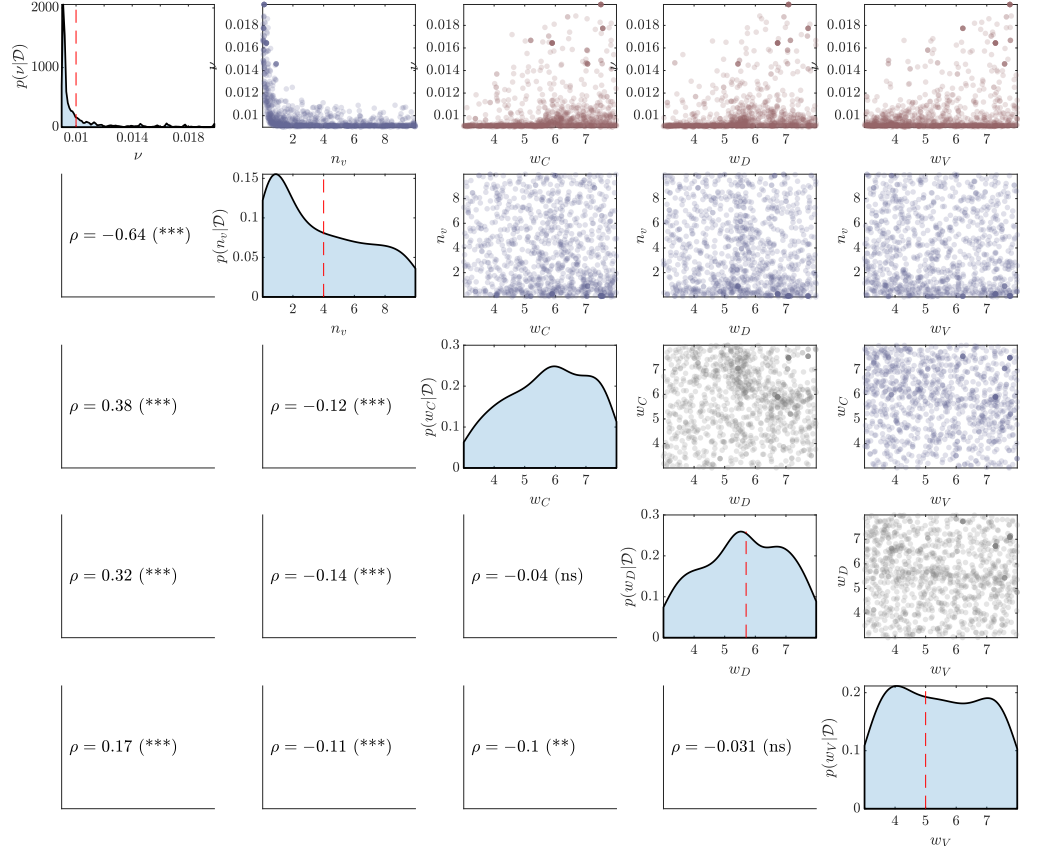 2000
1000
0
0.01 0.014 0.018
ν
p(ν|𝒟)
0.018
0.016
0.014
0.012
0.01
2 4 6 8
n_v
ν
0.018
0.016
0.014
0.012
0.01
4 5 6 7
w_C
ν
0.018
0.016
0.014
0.012
0.01
4 5 6 7
w_D
ν
0.018
0.016
0.014
0.012
0.01
4 5 6 7
w_V
ρ = −0.64 (***)
0.15
0.1
0.05
0
2 4 6 8
n_v
p(n_v|𝒟)
8
6
4
2
4 5 6 7
w_C
n_v
8
6
4
2
4 5 6 7
w_D
n_v
8
6
4
2
4 5 6 7
w_V
n_v
ρ = 0.38 (***)
ρ = −0.12 (***)
0.3
0.2
0.1
0
4 5 6 7
w_C
p(w_C|𝒟)
7
6
5
4
4 5 6 7
w_D
w_C
7
6
5
4
4 5 6 7
w_V
w_C
ρ = 0.32 (***)
ρ = −0.14 (***)
ρ = −0.04 (ns)
0.3
0.2
0.1
0
4 5 6 7
w_D
p(w_D|𝒟)
7
6
5
4
4 5 6 7
w_V
w_D
ρ = 0.17 (***)
ρ = −0.11 (***)
ρ = −0.1 (**)
ρ = −0.031 (ns)
0.2
0.1
0
4 5 6 7
w_V
p(w_V|𝒟)